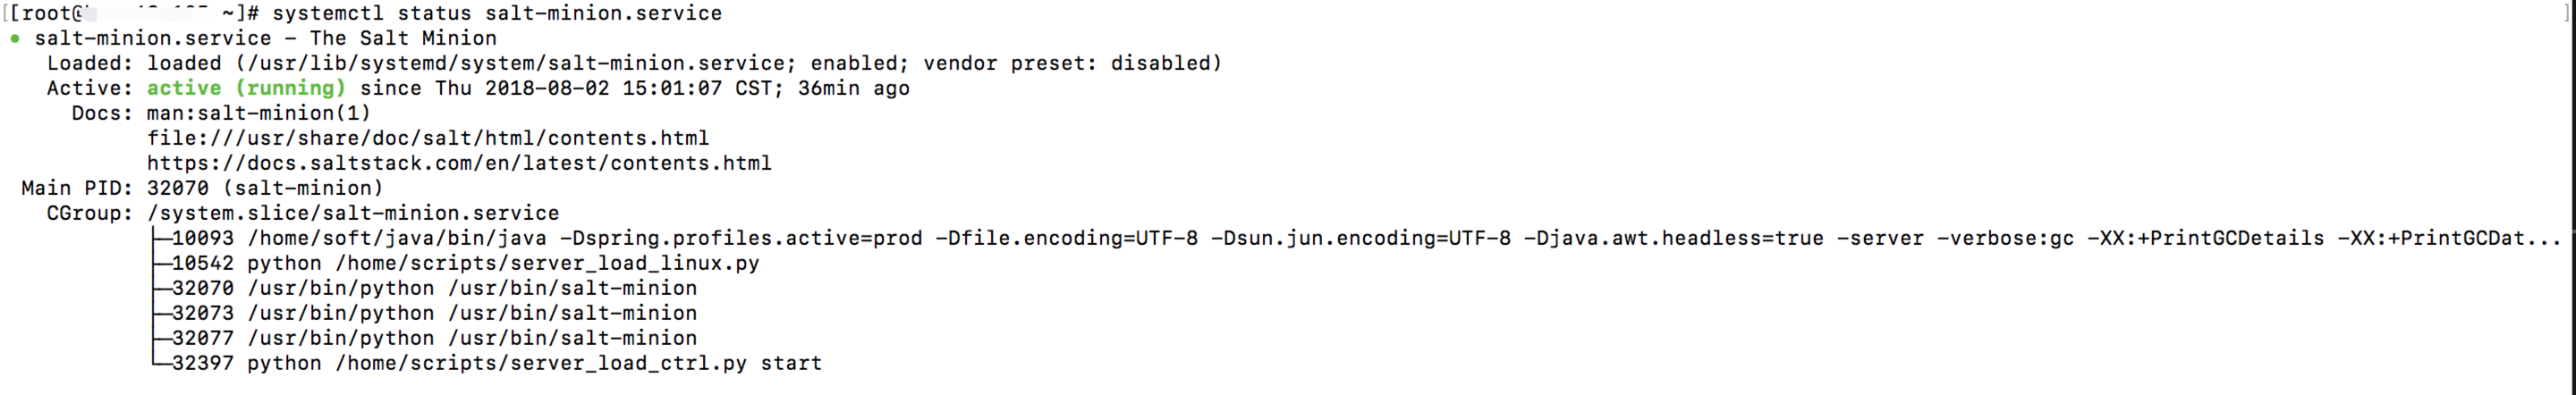 [[root@ ~]# systemctl status salt-minion.service ]
● salt-minion.service – The Salt Minion
Loaded: loaded (/usr/lib/systemd/system/salt-minion.service; enabled; vendor preset: disabled)
Active: active (running) since Thu 2018-08-02 15:01:07 CST; 36min ago
Docs: man:salt-minion(1)
file:///usr/share/doc/salt/html/contents.html
https://docs.saltstack.com/en/latest/contents.html
Main PID: 32070 (salt-minion)
CGroup: /system.slice/salt-minion.service
├─10093 /home/soft/java/bin/java -Dspring.profiles.active=prod -Dfile.encoding=UTF-8 -Dsun.jun.encoding=UTF-8 -Djava.awt.headless=true -server -verbose:gc -XX:+PrintGCDetails -XX:+PrintGCDat...
├─10542 python /home/scripts/server_load_linux.py
├─32070 /usr/bin/python /usr/bin/salt-minion
├─32073 /usr/bin/python /usr/bin/salt-minion
├─32077 /usr/bin/python /usr/bin/salt-minion
└─32397 python /home/scripts/server_load_ctrl.py start